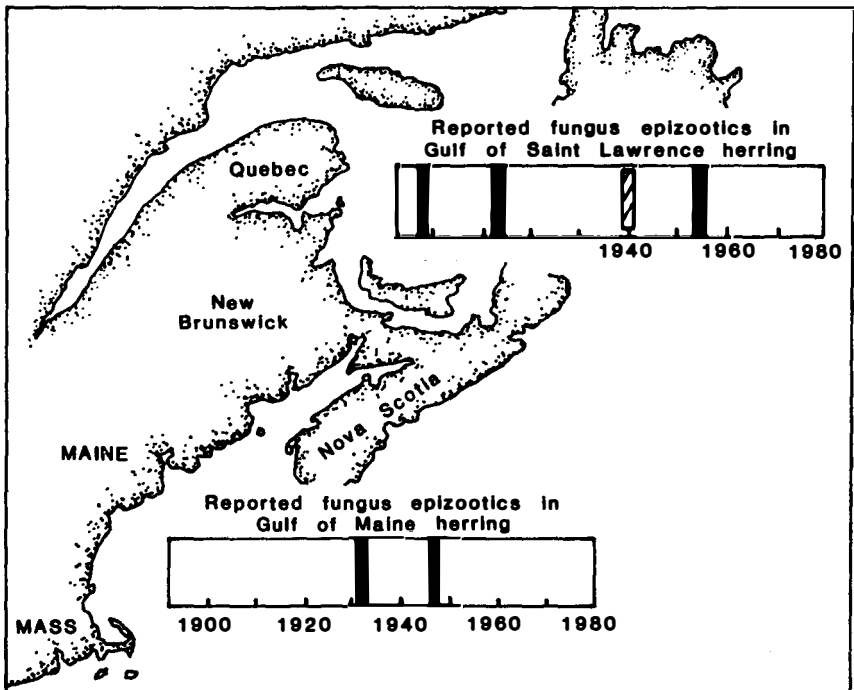 Reported fungus epizootics in
Gulf of Saint Lawrence herring
Quebec
1940 1960 1980
New
Brunswick
Nova Scotia
MAINE
Reported fungus epizootics in
Gulf of Maine herring
1900 1920 1940 1960 1980
MASS